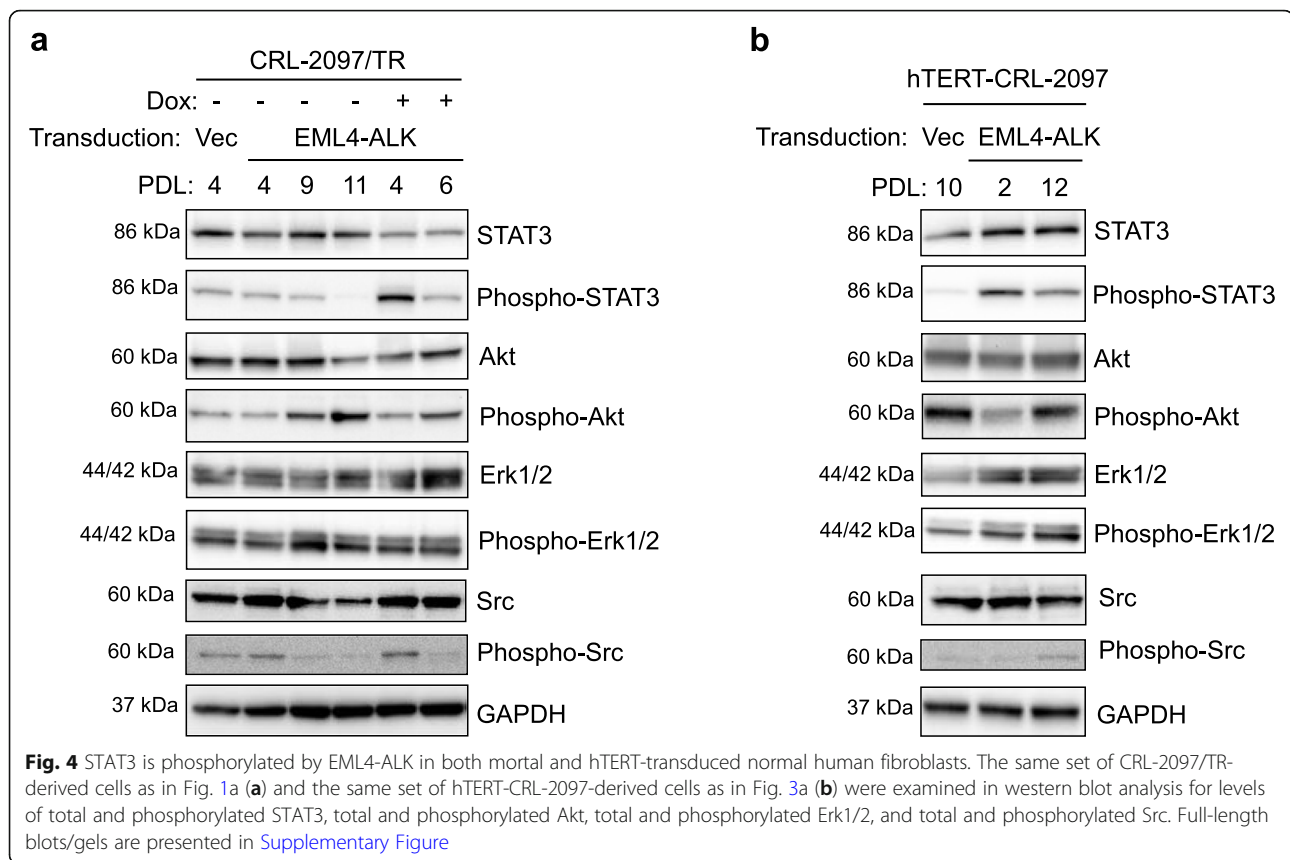 a
CRL-2097/TR
Dox: - - - - + +
Transduction: Vec EML4-ALK
PDL: 4 4 9 11 4 6
86 kDa STAT3
86 kDa Phospho-STAT3
60 kDa Akt
60 kDa Phospho-Akt
44/42 kDa Erk1/2
44/42 kDa Phospho-Erk1/2
60 kDa Src
60 kDa Phospho-Src
37 kDa GAPDH
b
hTERT-CRL-2097
Transduction: Vec EML4-ALK
PDL: 10 2 12
86 kDa STAT3
86 kDa Phospho-STAT3
60 kDa Akt
60 kDa Phospho-Akt
44/42 kDa Erk1/2
44/42 kDa Phospho-Erk1/2
60 kDa Src
60 kDa Phospho-Src
37 kDa GAPDH
Fig. 4 STAT3 is phosphorylated by EML4-ALK in both mortal and hTERT-transduced normal human fibroblasts. The same set of CRL-2097/TR-
derived cells as in Fig. 1a (a) and the same set of hTERT-CRL-2097-derived cells as in Fig. 3a (b) were examined in western blot analysis for levels
of total and phosphorylated STAT3, total and phosphorylated Akt, total and phosphorylated Erk1/2, and total and phosphorylated Src. Full-length
blots/gels are presented in Supplementary Figure